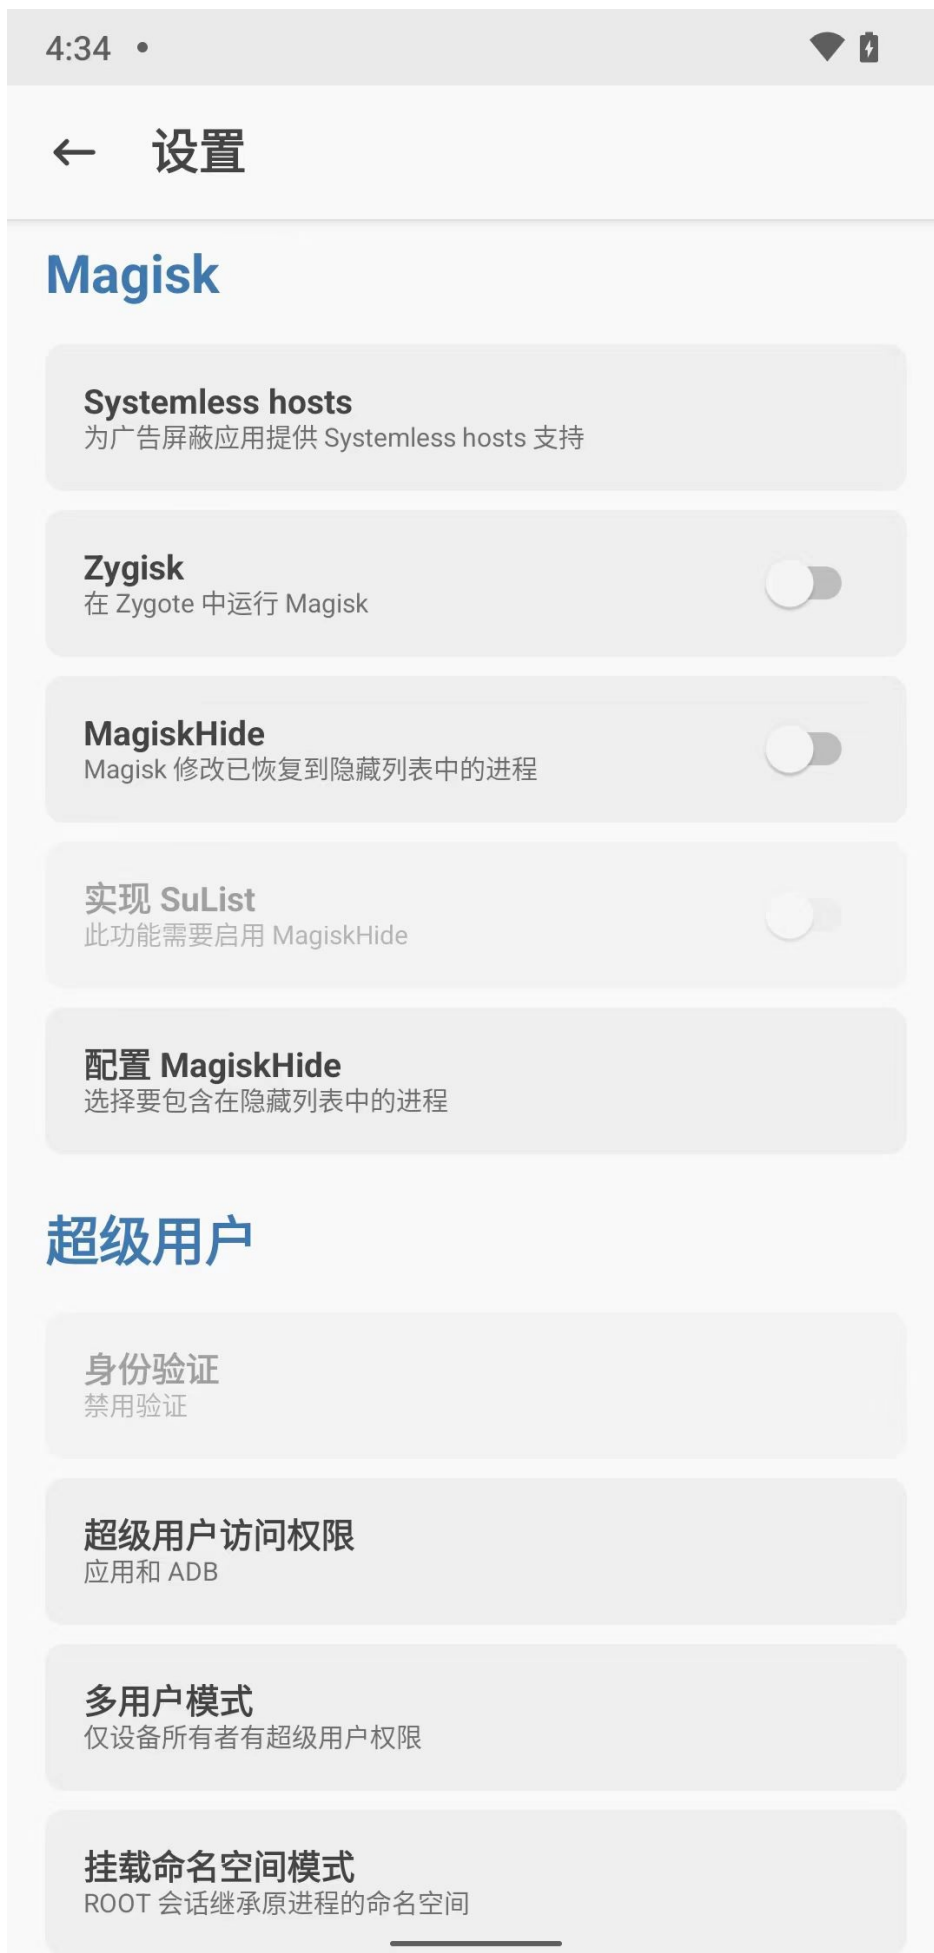 4:34
设置
Magisk
Systemless hosts
为广告屏蔽应用提供 Systemless hosts 支持
Zygisk
在 Zygote 中运行 Magisk
MagiskHide
Magisk 修改已恢复到隐藏列表中的进程
实现 SuList
此功能需要启用 MagiskHide
配置 MagiskHide
选择要包含在隐藏列表中的进程
超级用户
身份验证
禁用验证
超级用户访问权限
应用和 ADB
多用户模式
仅设备所有者有超级用户权限
挂载命名空间模式
ROOT 会话继承原进程的命名空间